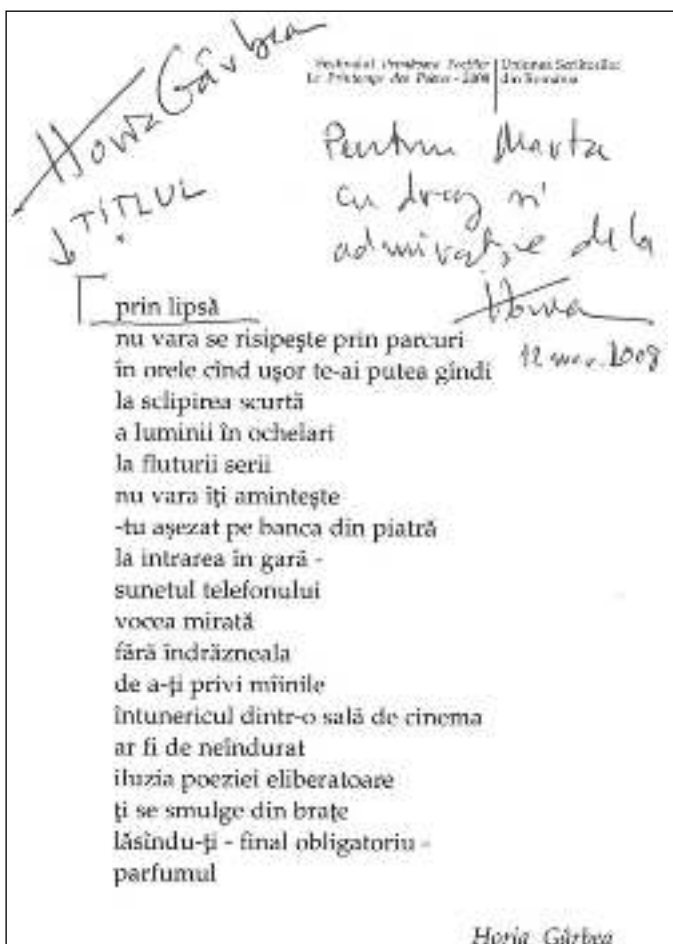 Horia Gârbea
Festivalul Primăvara Poeților Uniunea Scriitorilor
Le Printemps des Poètes - 2008 din România
Pentru Marta
cu drag și
admirație de la
Horia
12 mar. 2008
↓ TITLUL
prin lipsă
nu vara se risipește prin parcuri
în orele cînd ușor te-ai putea gîndi
la sclipirea scurtă
a luminii în ochelari
la fluturii serii
nu vara îți amintește
-tu așezat pe banca din piatră
la intrarea în gară -
sunetul telefonului
vocea mirată
fără îndrăzneala
de a-ți privi mîinile
întunericul dintr-o sală de cinema
ar fi de neîndurat
iluzia poeziei eliberatoare
ți se smulge din brațe
lăsîndu-ți - final obligatoriu -
parfumul
Horia Gârbea